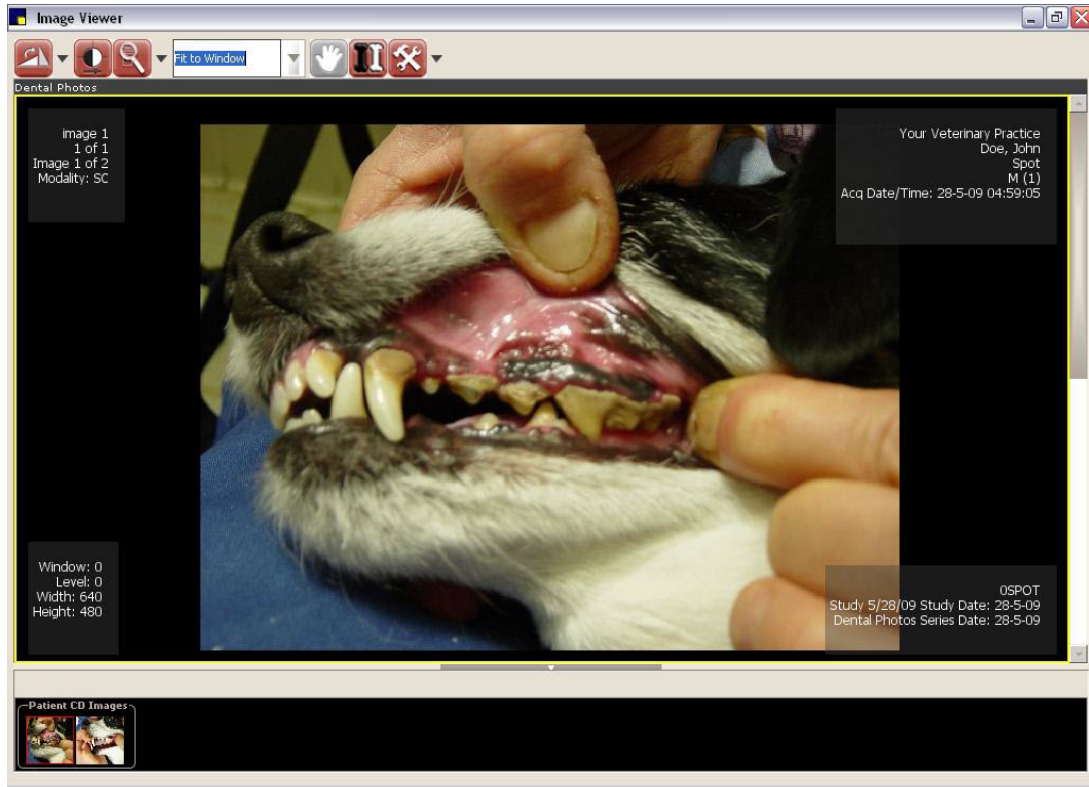 Image Viewer
Fit to Window
Dental Photos
image 1
1 of 1
Image 1 of 2
Modality: SC
Your Veterinary Practice
Doe, John
Spot
M (1)
Acq Date/Time: 28-5-09 04:59:05
Window: 0
Level: 0
Width: 640
Height: 480
0SPOT
Study 5/28/09 Study Date: 28-5-09
Dental Photos Series Date: 28-5-09
Patient CD Images